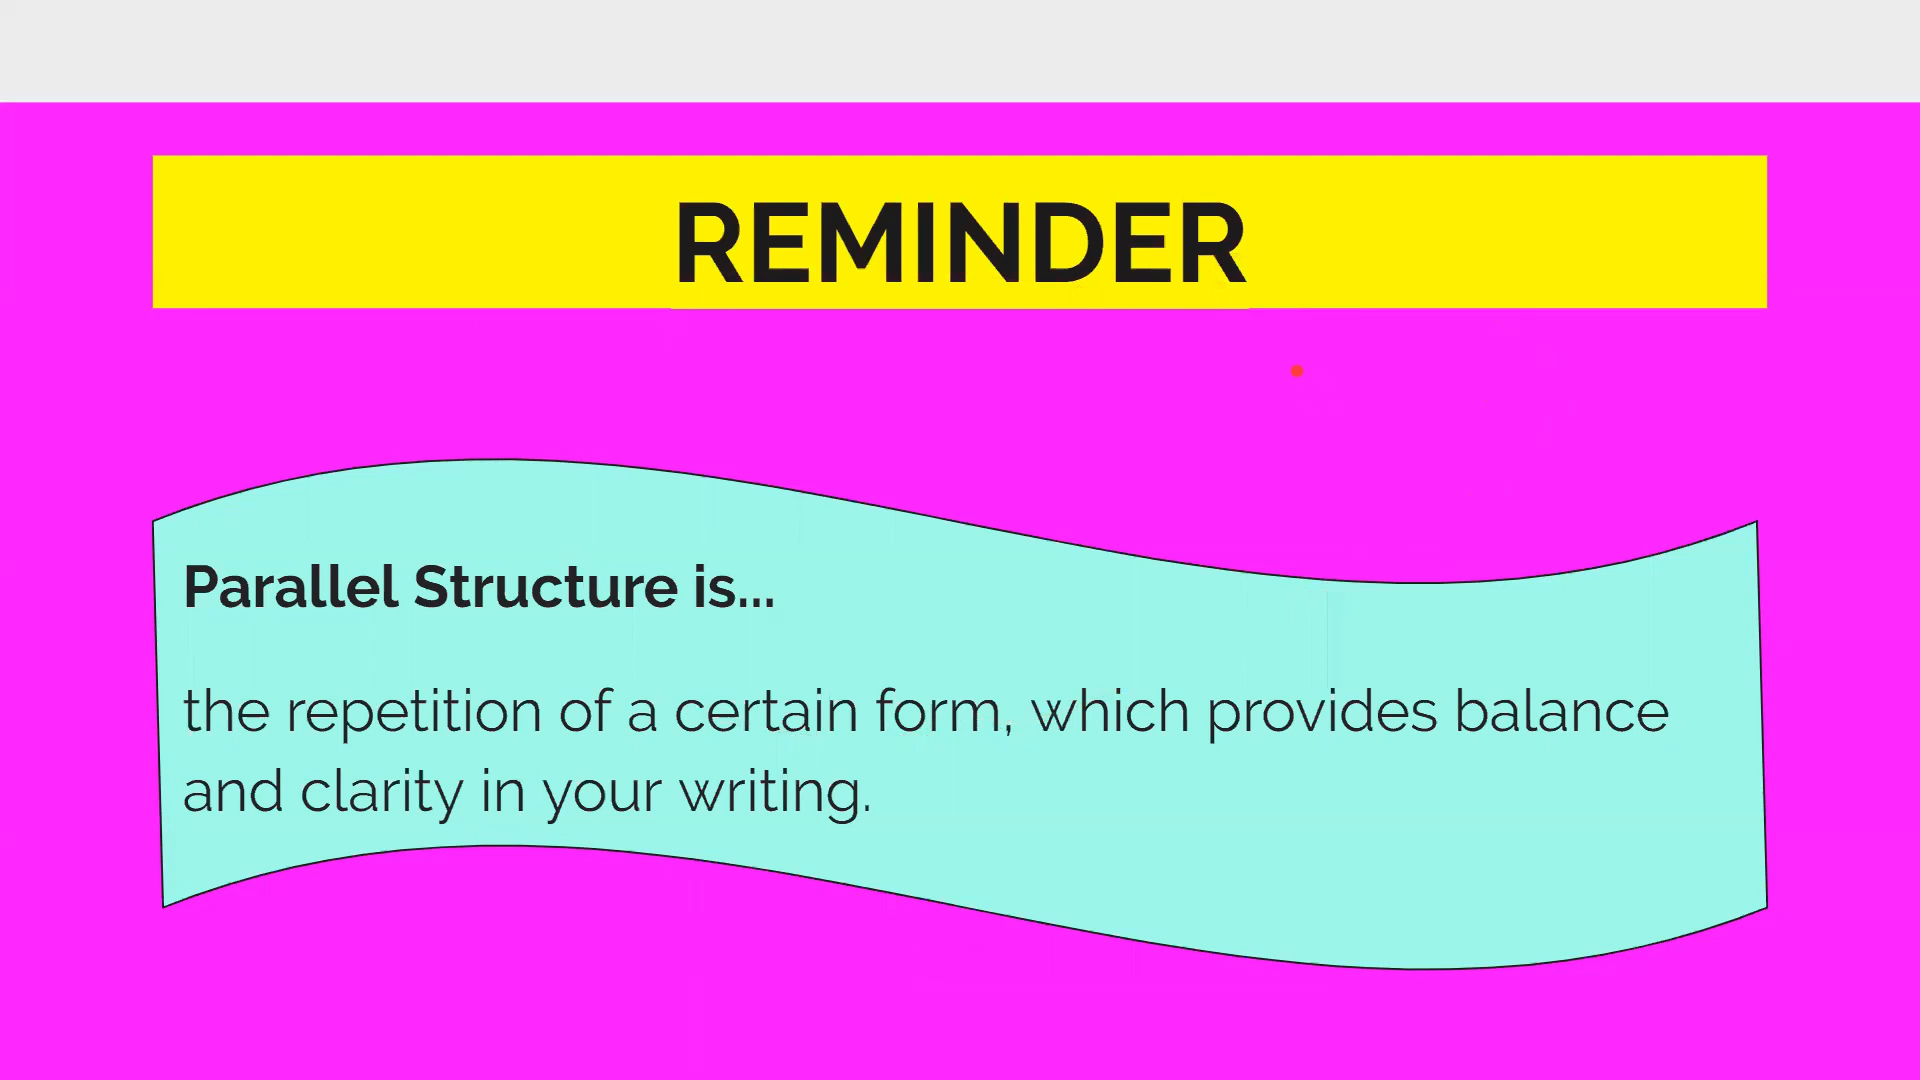 REMINDER
Parallel Structure is...
the repetition of a certain form, which provides balance
and clarity in your writing.